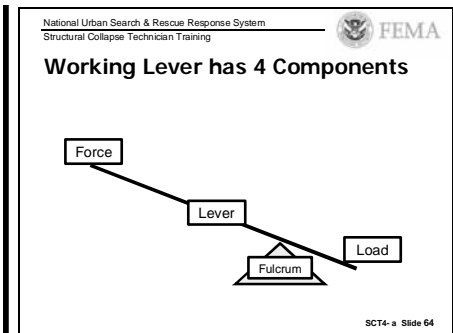 National Urban Search & Rescue Response System
Structural Collapse Technician Training
FEMA
Working Lever has 4 Components
Force
Lever
Load
Fulcrum
SCT4- a Slide 64